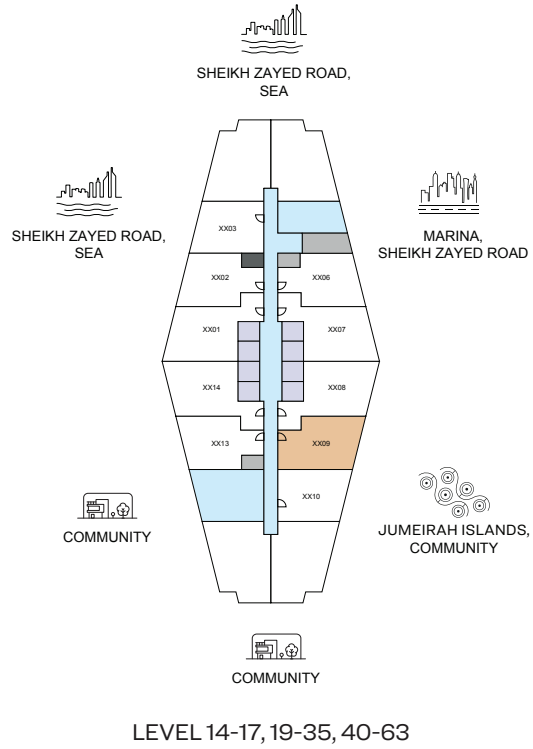 SHEIKH ZAYED ROAD,
SEA
SHEIKH ZAYED ROAD,
SEA
MARINA,
SHEIKH ZAYED ROAD
XX03
XX02
XX06
XX01
XX07
XX14
XX08
XX13
XX09
XX10
COMMUNITY
JUMEIRAH ISLANDS,
COMMUNITY
COMMUNITY
LEVEL 14-17, 19-35, 40-63